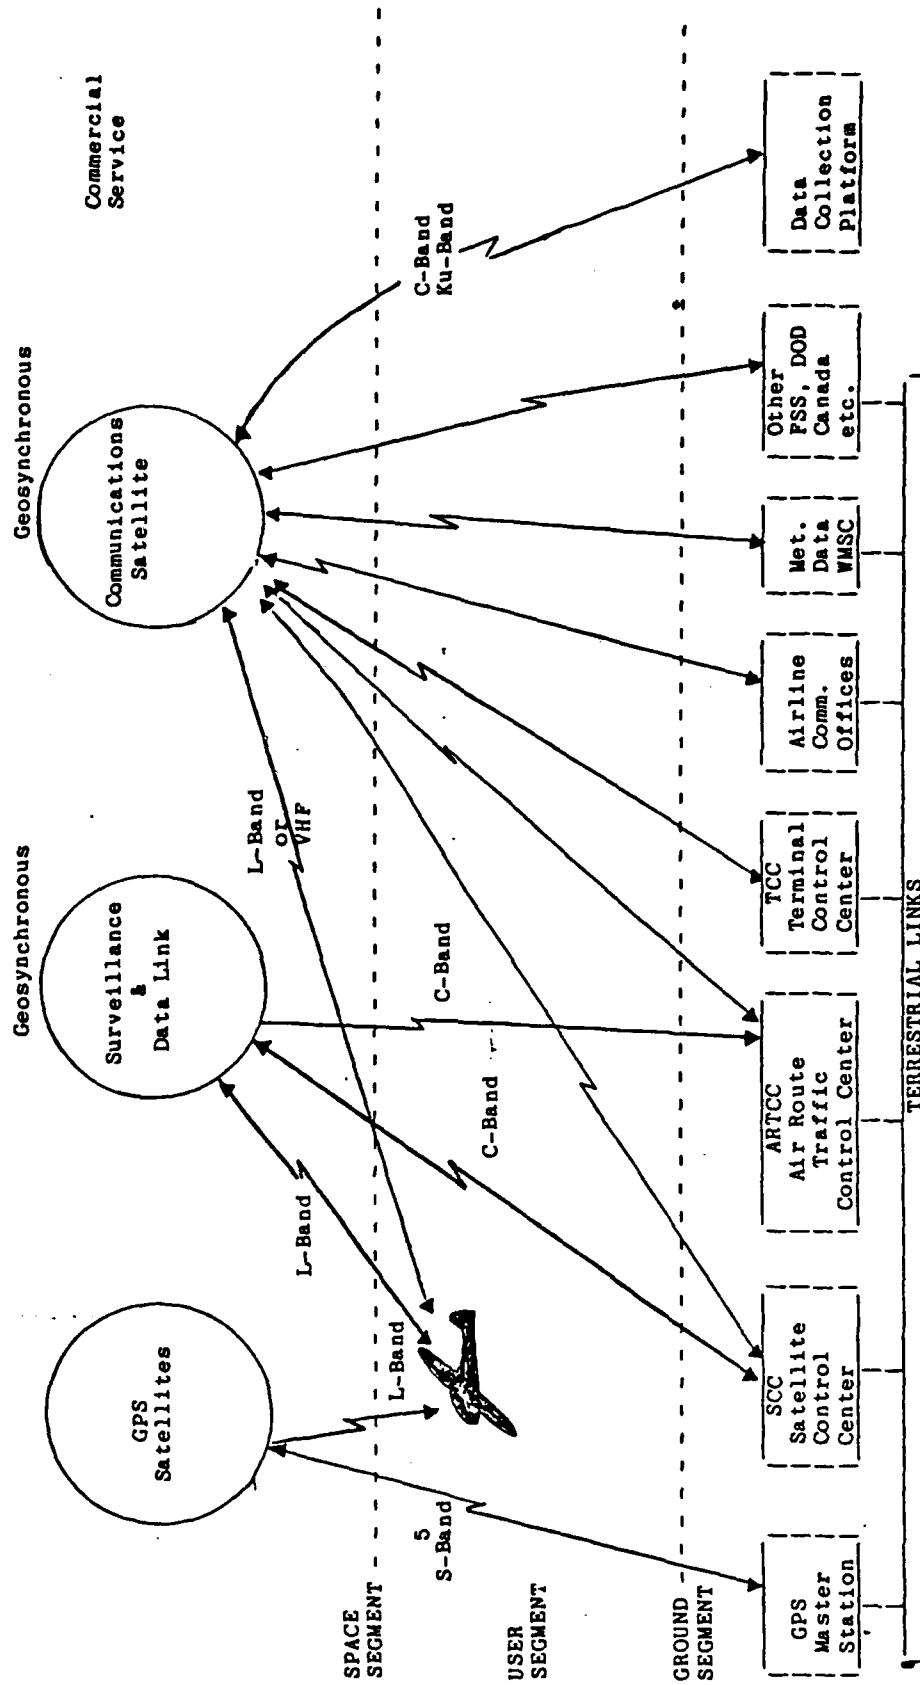 Geosynchronous
Geosynchronous
Commercial
Service
GPS
Satellites
Surveillance
&
Data Link
Communications
Satellite
L-Band
or
VHF
L-Band
L-Band
C-Band
C-Band
C-Band
Ku-Band
5
S-Band
SPACE
SEGMENT
USER
SEGMENT
GROUND
SEGMENT
GPS
Master
Station
SCC
Satellite
Control
Center
ARTCC
Air Route
Traffic
Control Center
TCC
Terminal
Control
Center
Airline
Comm.
Offices
Met.
Data
WMSC
Other
FSS, DOD
Canada
etc.
Data
Collection
Platform
TERRESTRIAL LINKS